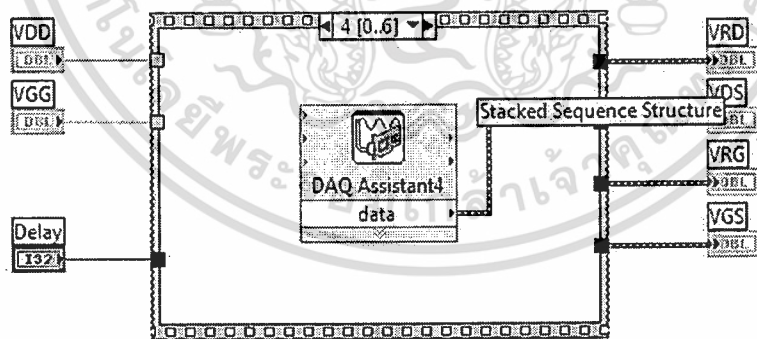 4 [0..6]
VDD
DBL
VGG
DBL
Delay
I32
DAQ Assistant4
data
Stacked Sequence Structure
VRD
DBL
VDS
DBL
VRG
DBL
VGS
DBL